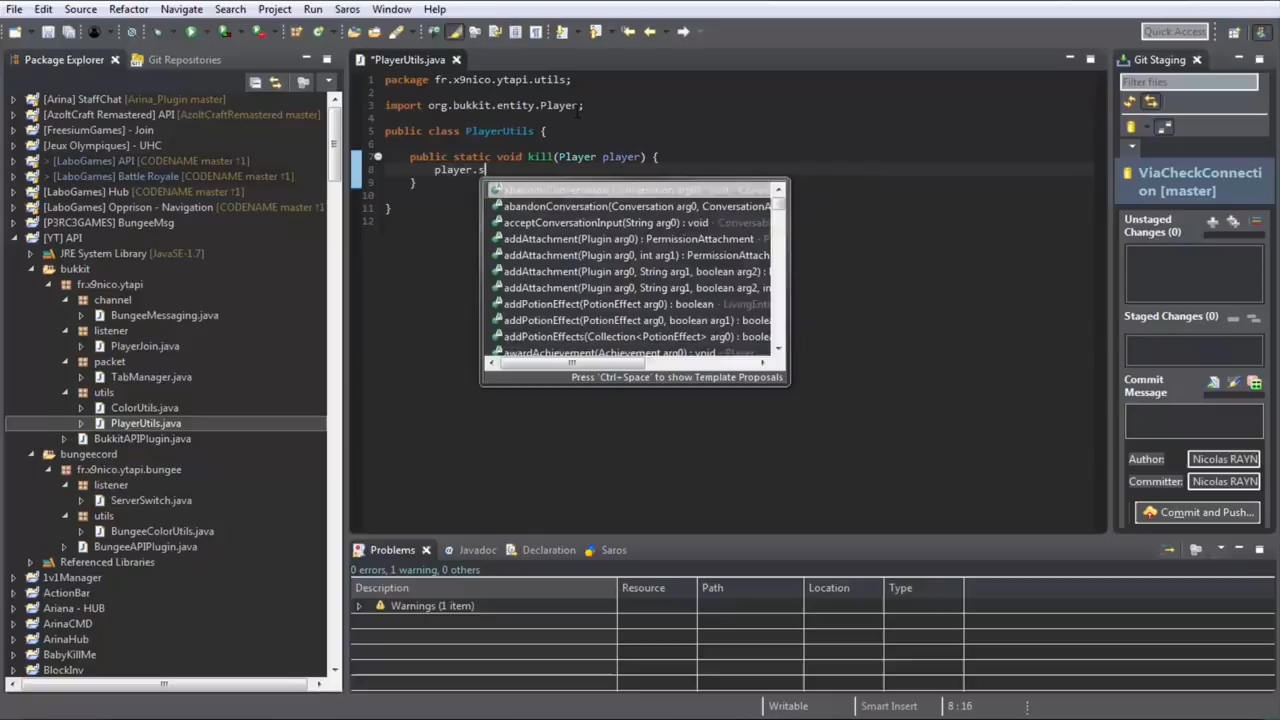 File Edit Source Refactor Navigate Search Project Run Saros Window Help
Quick Access
Package Explorer
Git Repositories
[Arina] StaffChat [Arina_Plugin master]
[AzoltCraft Remastered] API [AzoltCraftRemastered master]
[FreesiumGames] - Join
[Jeux Olympiques] - UHC
> [LaboGames] API [CODENAME master ↑1]
> [LaboGames] Battle Royale [CODENAME master ↑1]
[LaboGames] Hub [CODENAME master ↑1]
[LaboGames] Opprison - Navigation [CODENAME master ↑1]
[P3RC3GAMES] BungeeMsg
[YT] API
JRE System Library [JavaSE-1.7]
bukkit
fr.x9nico.ytapi
channel
BungeeMessaging.java
listener
PlayerJoin.java
packet
TabManager.java
utils
ColorUtils.java
PlayerUtils.java
BukkitAPIPlugin.java
bungeecord
fr.x9nico.ytapi.bungee
listener
ServerSwitch.java
utils
BungeeColorUtils.java
BungeeAPIPlugin.java
Referenced Libraries
1v1Manager
ActionBar
Ariana - HUB
ArinaCMD
ArinaHub
BabyKillMe
BlockInv
*PlayerUtils.java
1 package fr.x9nico.ytapi.utils;
2
3 import org.bukkit.entity.Player;
4
5 public class PlayerUtils {
6
7 public static void kill(Player player) {
8 player.s
9 }
10
11 }
12
abandonConversation(Conversation arg0, ConversationA
acceptConversationInput(String arg0) : void - Conversabl
addAttachment(Plugin arg0) : PermissionAttachment - P
addAttachment(Plugin arg0, int arg1) : PermissionAttach
addAttachment(Plugin arg0, String arg1, boolean arg2) :
addAttachment(Plugin arg0, String arg1, boolean arg2, in
addPotionEffect(PotionEffect arg0) : boolean - LivingEnti
addPotionEffect(PotionEffect arg0, boolean arg1) : boole
addPotionEffects(Collection<PotionEffect> arg0) : boole
awardAchievement(Achievement arg0) : void - Player
Press 'Ctrl+Space' to show Template Proposals
Git Staging
Filter files
ViaCheckConnecti
on [master]
Unstaged
Changes (0)
Staged Changes (0)
Commit
Message
Author: Nicolas RAYN
Committer: Nicolas RAYN
Commit and Push...
Problems
Javadoc
Declaration
Saros
0 errors, 1 warning, 0 others
Description Resource Path Location Type
Warnings (1 item)
Writable Smart Insert 8 : 16